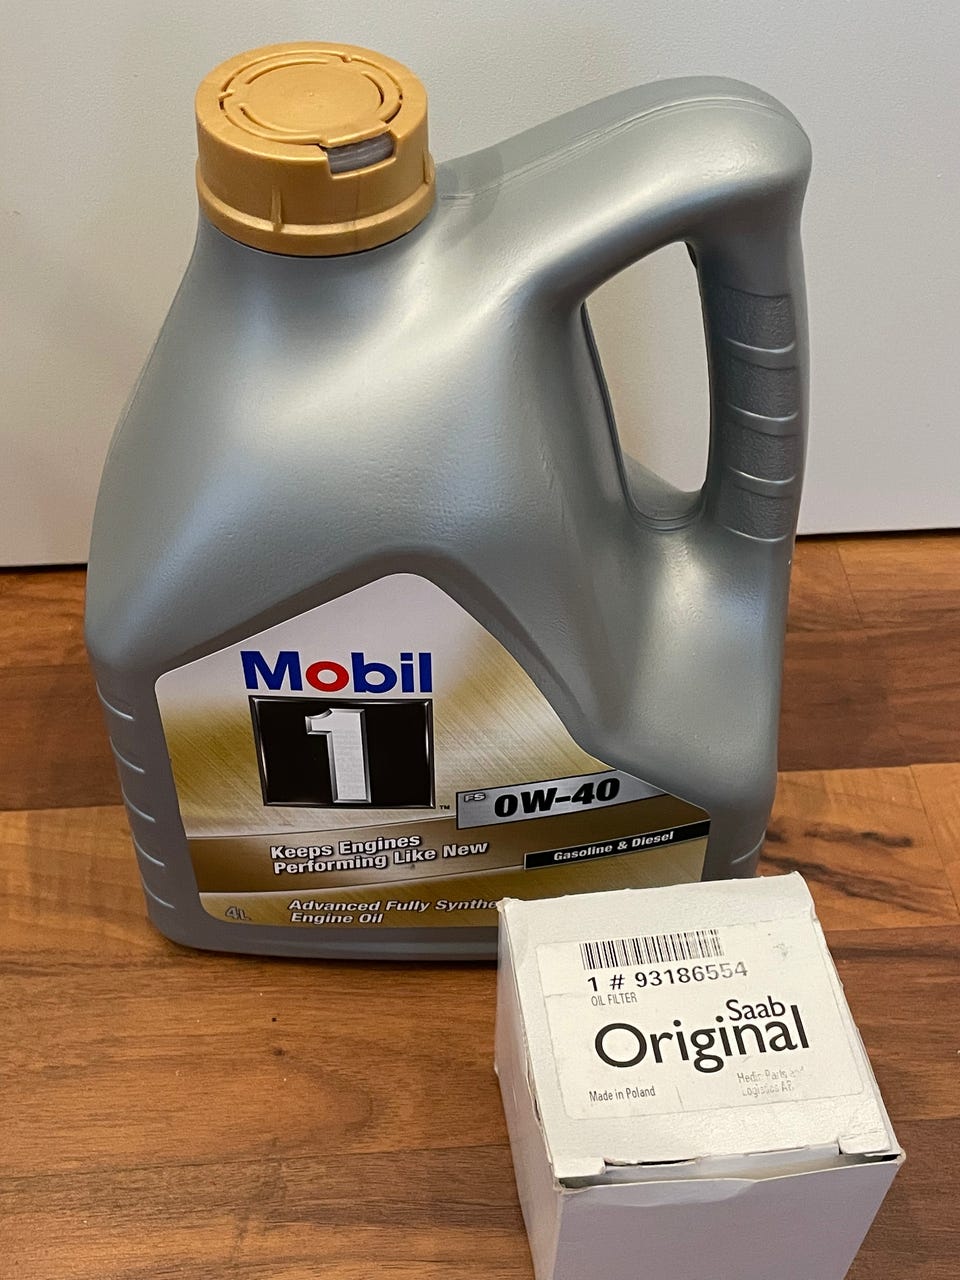 Mobil
1
™
FS 0W-40
Keeps Engines
Performing Like New
Gasoline & Diesel
Advanced Fully
Engine Oil
4L
1 # 93186554
OIL FILTER
Saab
Original
Made in Poland
Hedin Parts and
Logistics AB